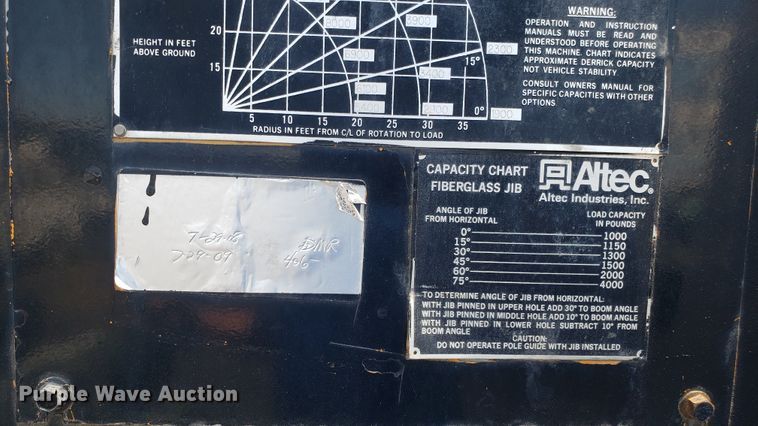 WARNING:
OPERATION AND INSTRUCTION
MANUALS MUST BE READ AND
UNDERSTOOD BEFORE OPERATING
THIS MACHINE. CHART INDICATES
APPROXIMATE DERRICK CAPACITY
NOT VEHICLE STABILITY.
CONSULT OWNERS MANUAL FOR
SPECIFIC CAPACITIES WITH OTHER
OPTIONS
HEIGHT IN FEET
ABOVE GROUND
20
15
3900
2300
15°
3400
0°
1900
5 10 15 20 25 30 35
RADIUS IN FEET FROM C/L OF ROTATION TO LOAD
CAPACITY CHART
FIBERGLASS JIB
Altec®
Altec Industries, Inc.
ANGLE OF JIB
FROM HORIZONTAL
LOAD CAPACITY
IN POUNDS
0° 1000
15° 1150
30° 1300
45° 1500
60° 2000
75° 4000
TO DETERMINE ANGLE OF JIB FROM HORIZONTAL:
WITH JIB PINNED IN UPPER HOLE ADD 30° TO BOOM ANGLE
WITH JIB PINNED IN MIDDLE HOLE ADD 10° TO BOOM ANGLE
WITH JIB PINNED IN LOWER HOLE SUBTRACT 10° FROM
BOOM ANGLE
CAUTION:
DO NOT OPERATE POLE GUIDE WITH JIB INSTALLED
7-29-08
7-29-09
DMR
406-
Purple Wave Auction